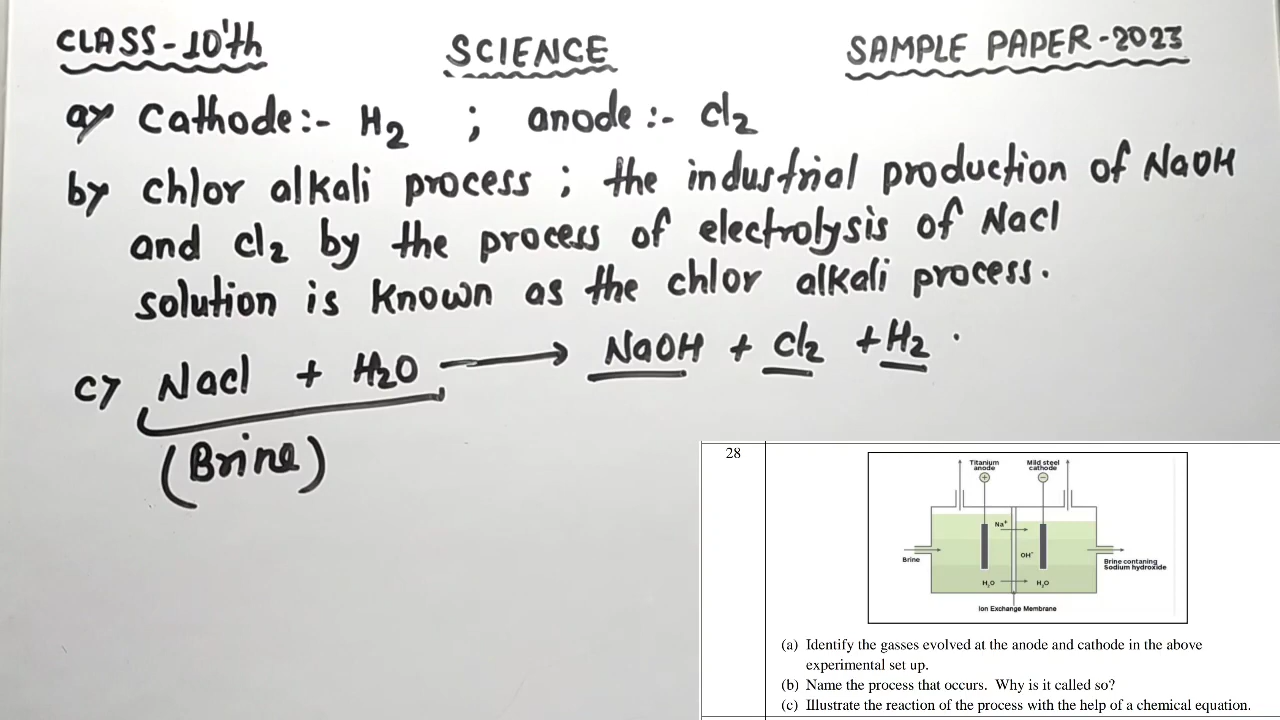 CLASS-10'th SCIENCE SAMPLE PAPER-2023
a) Cathode:- H2 ; anode:- Cl2
b) chlor alkali process ; the industrial production of NaOH
and cl2 by the process of electrolysis of Nacl
solution is known as the chlor alkali process.
c) Nacl + H2O → NaOH + Cl2 + H2 .
(Brine)
28
Titanium anode
Mild steel cathode
+
−
Na+
OH-
Brine
Brine contaning
Sodium hydroxide
H2O → H2O
Ion Exchange Membrane
(a) Identify the gasses evolved at the anode and cathode in the above
experimental set up.
(b) Name the process that occurs. Why is it called so?
(c) Illustrate the reaction of the process with the help of a chemical equation.